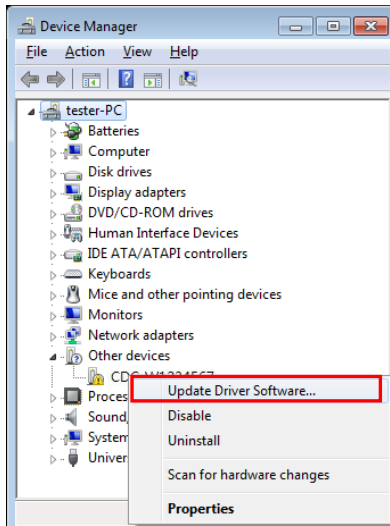 Device Manager
File Action View Help
tester-PC
Batteries
Computer
Disk drives
Display adapters
DVD/CD-ROM drives
Human Interface Devices
IDE ATA/ATAPI controllers
Keyboards
Mice and other pointing devices
Monitors
Network adapters
Other devices
Update Driver Software...
Disable
Uninstall
Scan for hardware changes
Properties